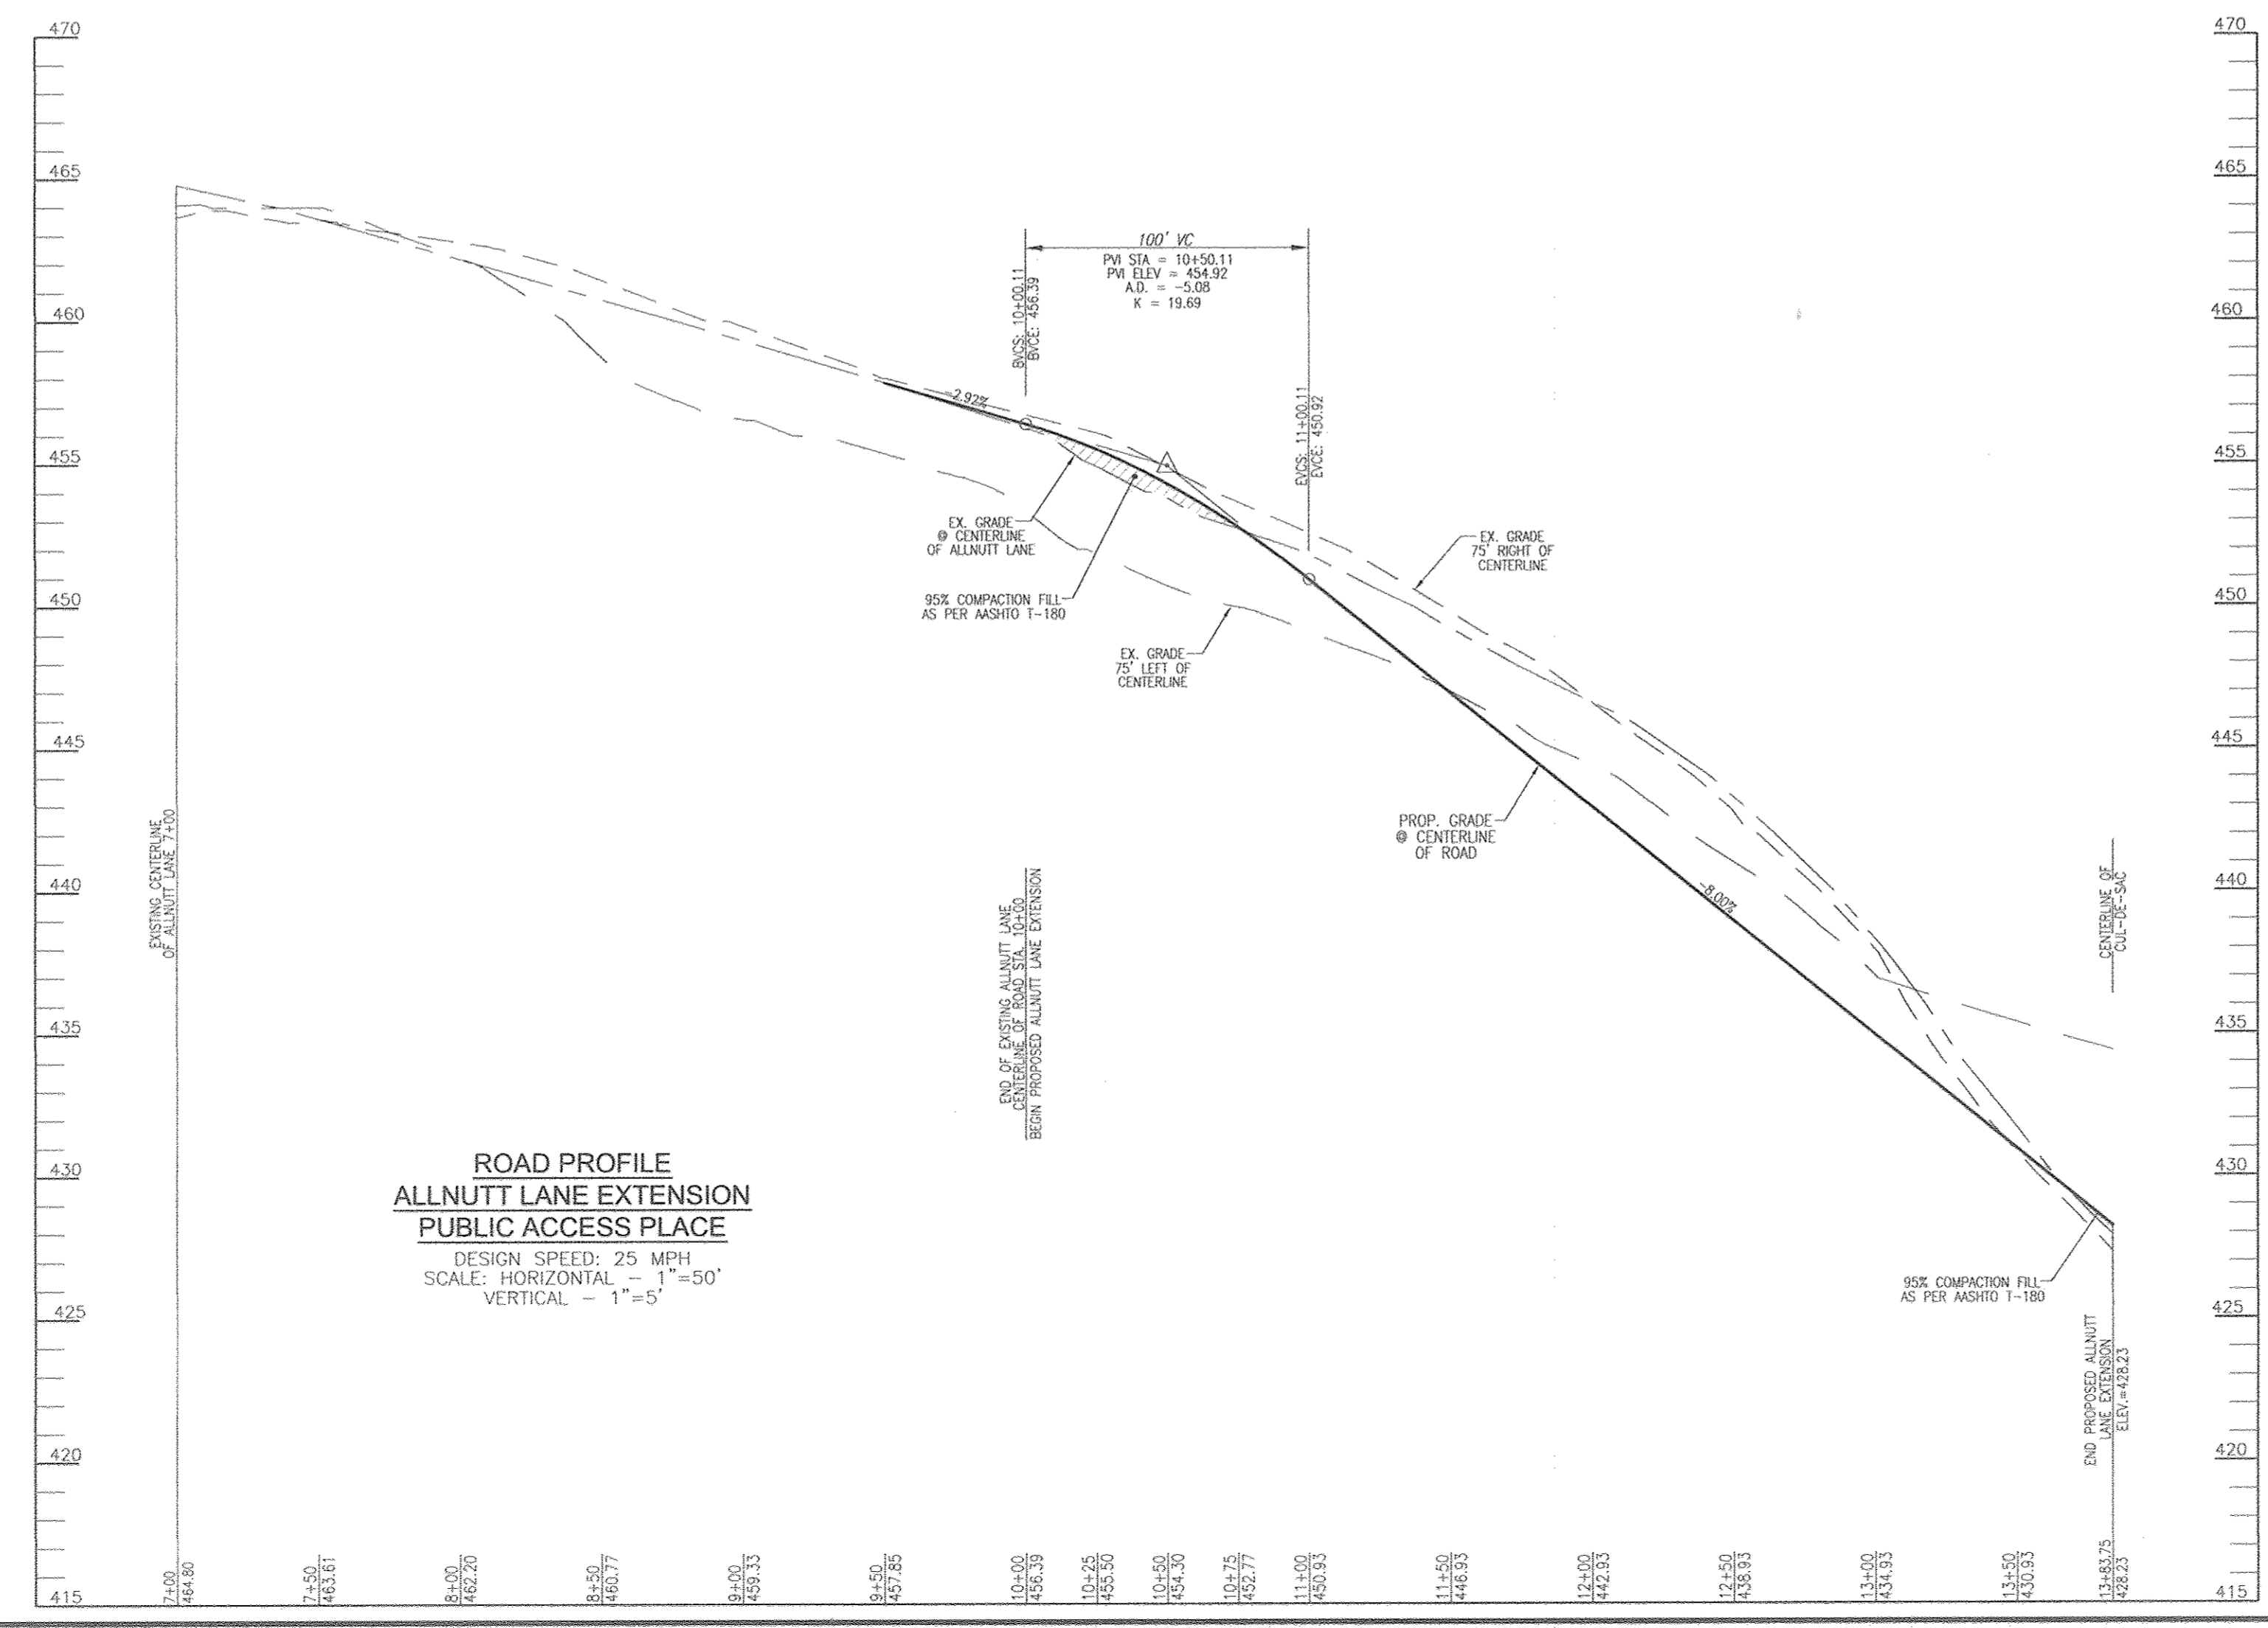 470
465
460
455
450
445
440
435
430
425
420
415
470
465
460
455
450
445
440
435
430
425
420
415
100' VC
PVI STA = 10+50.11
PVI ELEV = 454.92
A.D. = -5.08
K = 19.69
BVCS: 10+00.11
BVCE: 456.39
EVCS: 11+00.11
EVCE: 450.92
-2.92%
EX. GRADE
@ CENTERLINE
OF ALLNUTT LANE
95% COMPACTION FILL
AS PER AASHTO T-180
EX. GRADE
75' LEFT OF
CENTERLINE
EX. GRADE
75' RIGHT OF
CENTERLINE
PROP. GRADE
@ CENTERLINE
OF ROAD
-8.00%
EXISTING CENTERLINE
OF ALLNUTT LANE 7+00
END OF EXISTING ALLNUTT LANE
CENTERLINE OF ROAD STA. 10+00
BEGIN PROPOSED ALLNUTT LANE EXTENSION
CENTERLINE OF
CUL-DE-SAC
95% COMPACTION FILL
AS PER AASHTO T-180
END PROPOSED ALLNUTT
LANE EXTENSION
ELEV.=428.23
ROAD PROFILE
ALLNUTT LANE EXTENSION
PUBLIC ACCESS PLACE
DESIGN SPEED: 25 MPH
SCALE: HORIZONTAL - 1"=50'
VERTICAL - 1"=5'
7+00
464.80
7+50
463.61
8+00
462.20
8+50
460.77
9+00
459.33
9+50
457.85
10+00
456.39
10+25
455.50
10+50
454.30
10+75
452.77
11+00
450.93
11+50
446.93
12+00
442.93
12+50
438.93
13+00
434.93
13+50
430.93
13+83.75
428.23